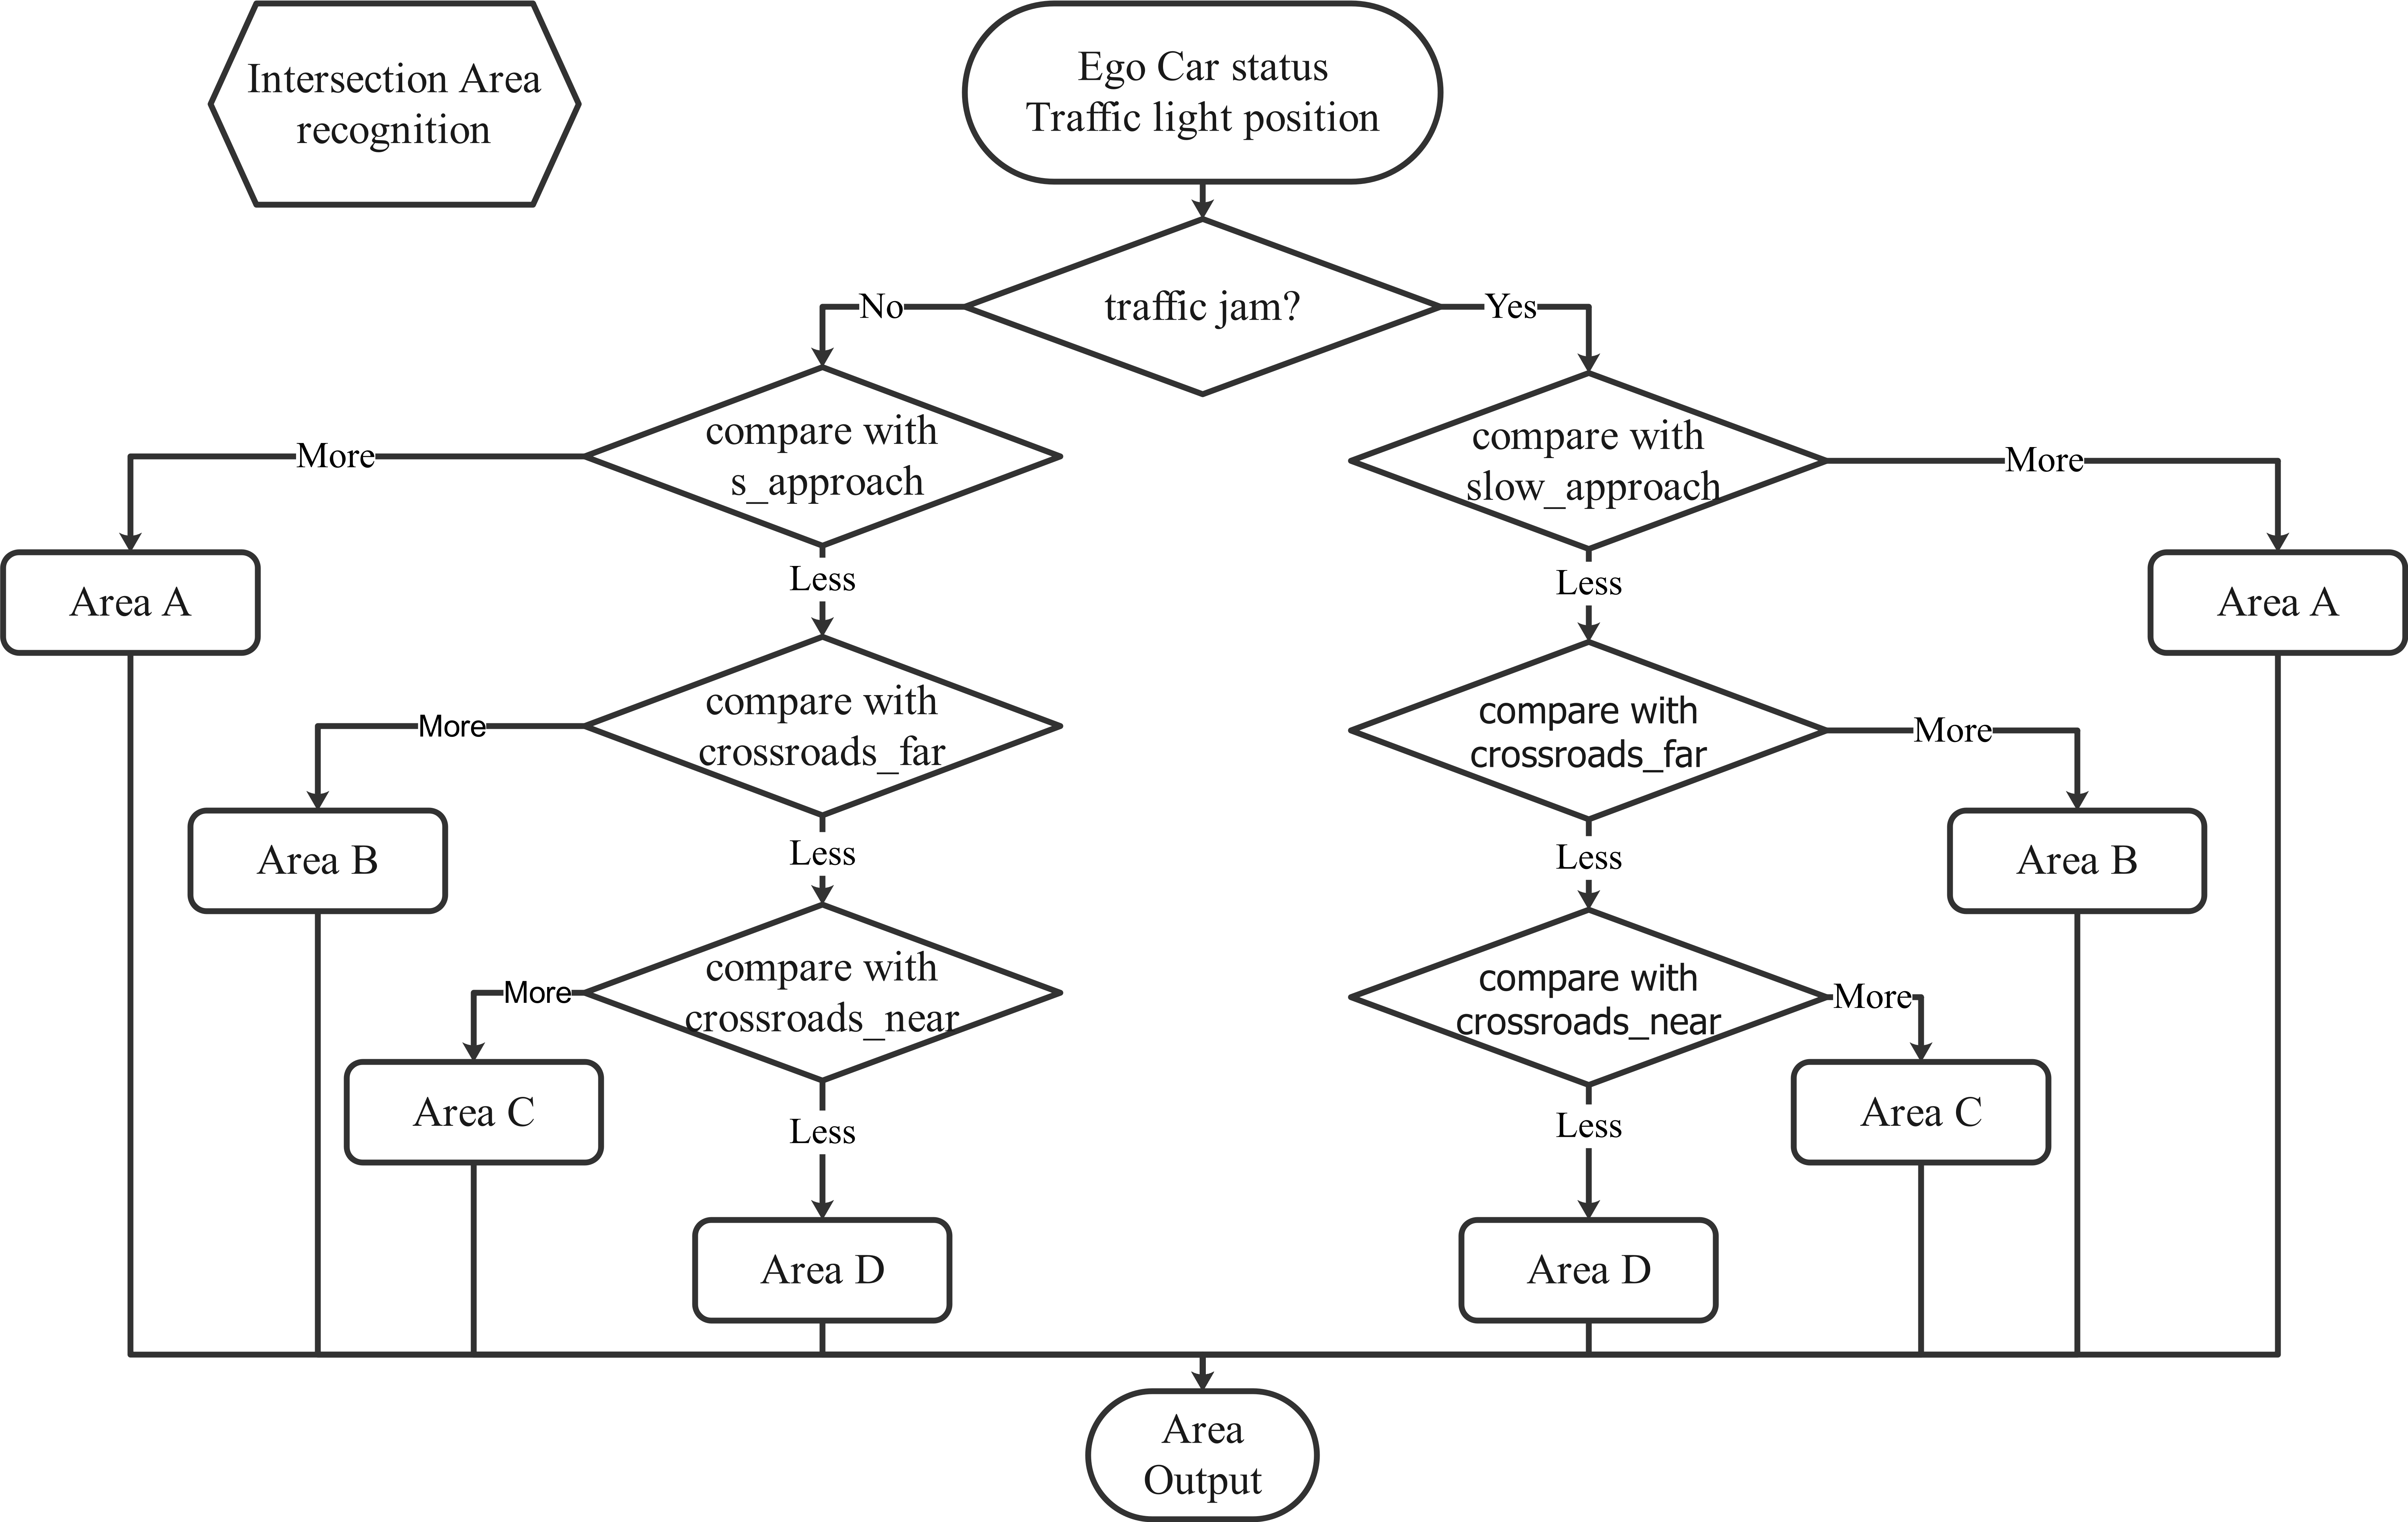 Intersection Area
recognition
Ego Car status
Traffic light position
traffic jam?
No
Yes
compare with
s_approach
compare with
slow_approach
More
More
Less
Less
Area A
Area A
compare with
crossroads_far
compare with
crossroads_far
More
More
Less
Less
Area B
Area B
compare with
crossroads_near
compare with
crossroads_near
More
More
Area C
Area C
Less
Less
Area D
Area D
Area
Output